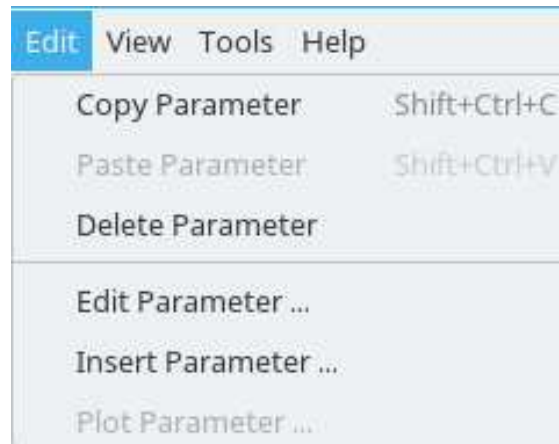 Edit View Tools Help
Copy Parameter Shift+Ctrl+C
Paste Parameter Shift+Ctrl+V
Delete Parameter
Edit Parameter ...
Insert Parameter ...
Plot Parameter ...